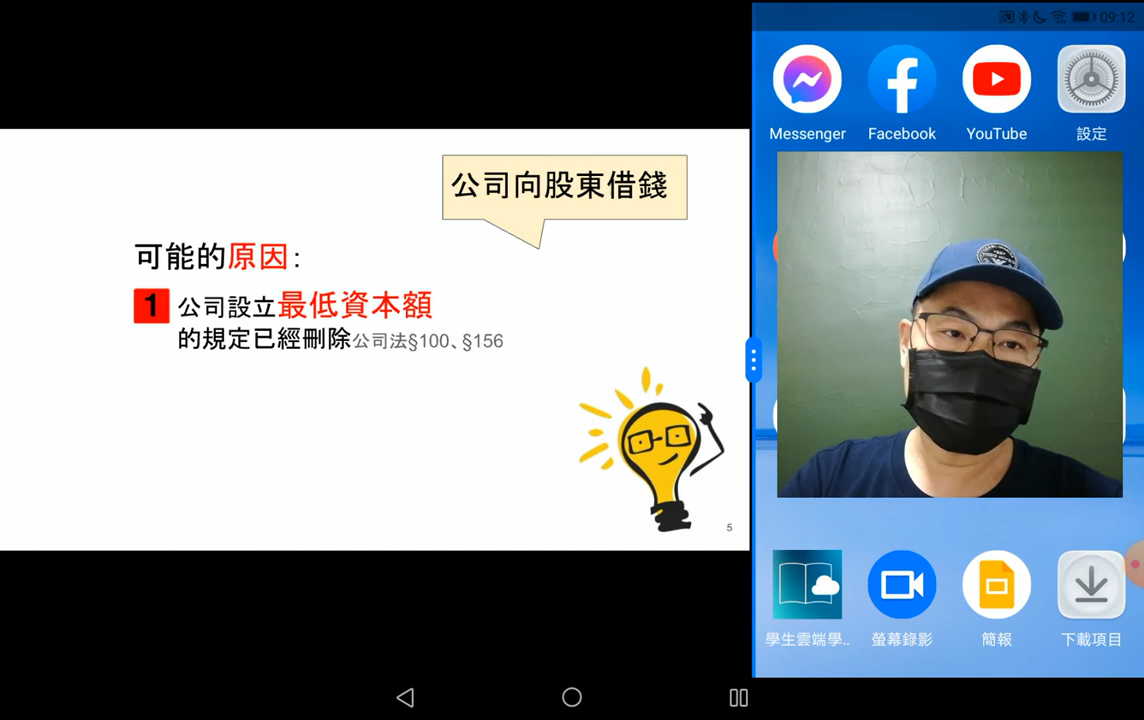 09:12
Messenger
Facebook
YouTube
設定
公司向股東借錢
可能的原因:
1 公司設立最低資本額
的規定已經刪除公司法§100、§156
5
學生雲端學..
螢幕錄影
簡報
下載項目